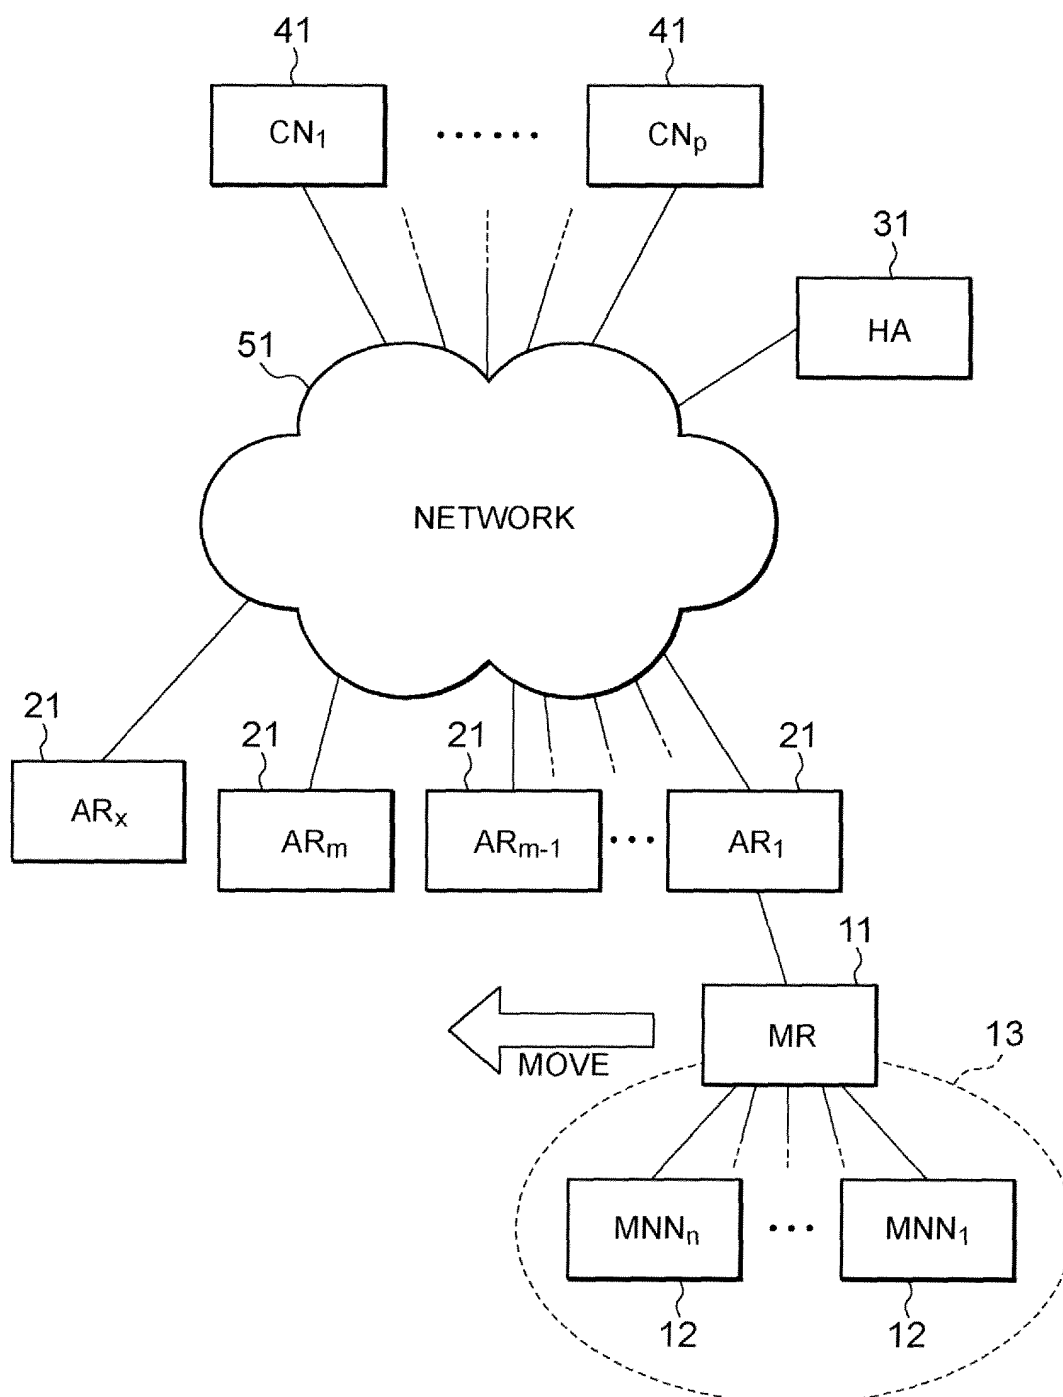 41 41
CN1 ...... CNp
31
HA
51
NETWORK
21 21 21 21
ARx ARm ARm-1 ... AR1
11
MR
MOVE
13
MNNn ... MNN1
12 12